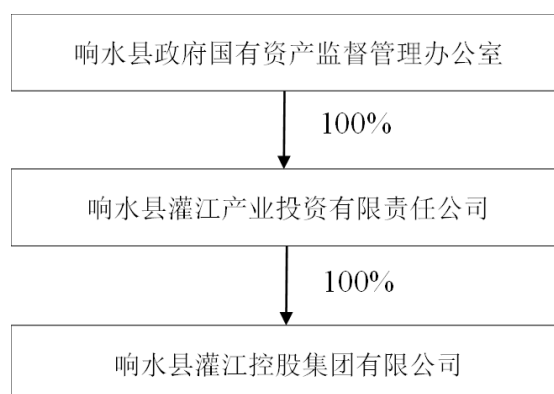 响水县政府国有资产监督管理办公室
100%
响水县灌江产业投资有限责任公司
100%
响水县灌江控股集团有限公司